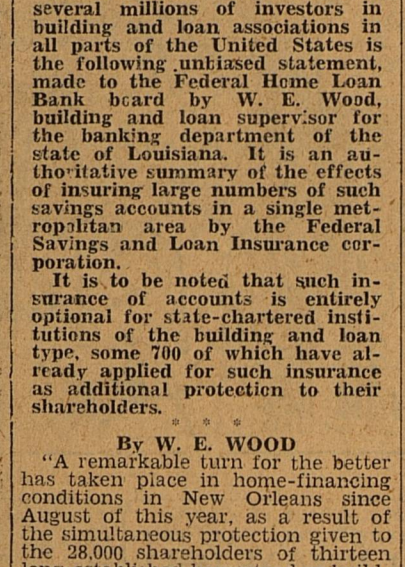 several millions of investors in
building and loan associations in
all parts of the United States is
the following unbiased statement,
made to the Federal Home Loan
Bank board by W. E. Wood,
building and loan supervisor for
the banking department of the
state of Louisiana. It is an au-
thoritative summary of the effects
of insuring large numbers of such
savings accounts in a single met-
ropolitan area by the Federal
Savings and Loan Insurance cor-
poration.
It is to be noted that such in-
surance of accounts is entirely
optional for state-chartered insti-
tutions of the building and loan
type, some 700 of which have al-
ready applied for such insurance
as additional protection to their
shareholders.
* * *
By W. E. WOOD
"A remarkable turn for the better
has taken place in home-financing
conditions in New Orleans since
August of this year, as a result of
the simultaneous protection given to
the 28,000 shareholders of thirteen